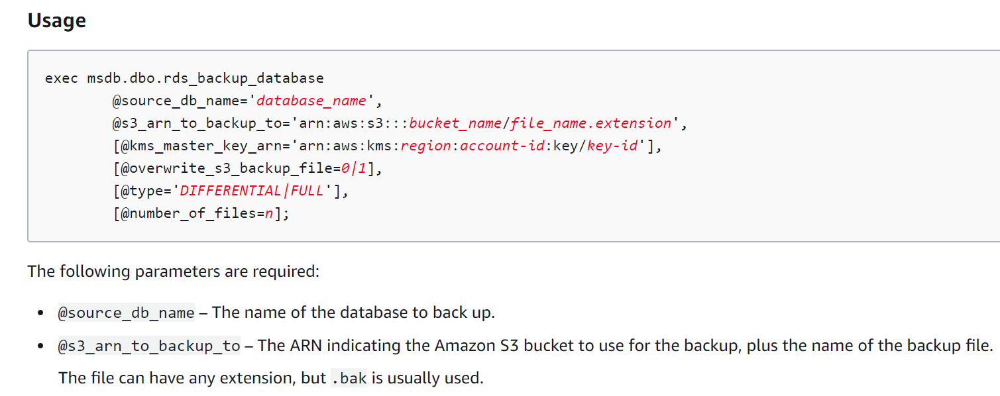 Usage
exec msdb.dbo.rds_backup_database
@source_db_name='database_name',
@s3_arn_to_backup_to='arn:aws:s3:::bucket_name/file_name.extension',
[@kms_master_key_arn='arn:aws:kms:region:account-id:key/key-id'],
[@overwrite_s3_backup_file=0|1],
[@type='DIFFERENTIAL|FULL'],
[@number_of_files=n];
The following parameters are required:
• @source_db_name – The name of the database to back up.
• @s3_arn_to_backup_to – The ARN indicating the Amazon S3 bucket to use for the backup, plus the name of the backup file.
The file can have any extension, but .bak is usually used.